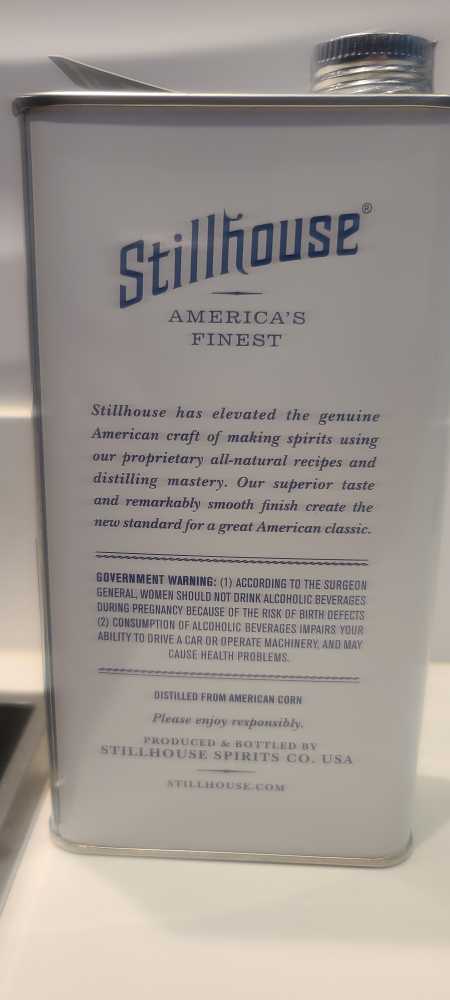 Stillhouse®
AMERICA'S
FINEST
Stillhouse has elevated the genuine
American craft of making spirits using
our proprietary all-natural recipes and
distilling mastery. Our superior taste
and remarkably smooth finish create the
new standard for a great American classic.
GOVERNMENT WARNING: (1) ACCORDING TO THE SURGEON
GENERAL, WOMEN SHOULD NOT DRINK ALCOHOLIC BEVERAGES
DURING PREGNANCY BECAUSE OF THE RISK OF BIRTH DEFECTS
(2) CONSUMPTION OF ALCOHOLIC BEVERAGES IMPAIRS YOUR
ABILITY TO DRIVE A CAR OR OPERATE MACHINERY, AND MAY
CAUSE HEALTH PROBLEMS.
DISTILLED FROM AMERICAN CORN
Please enjoy responsibly.
PRODUCED & BOTTLED BY
STILLHOUSE SPIRITS CO. USA
STILLHOUSE.COM